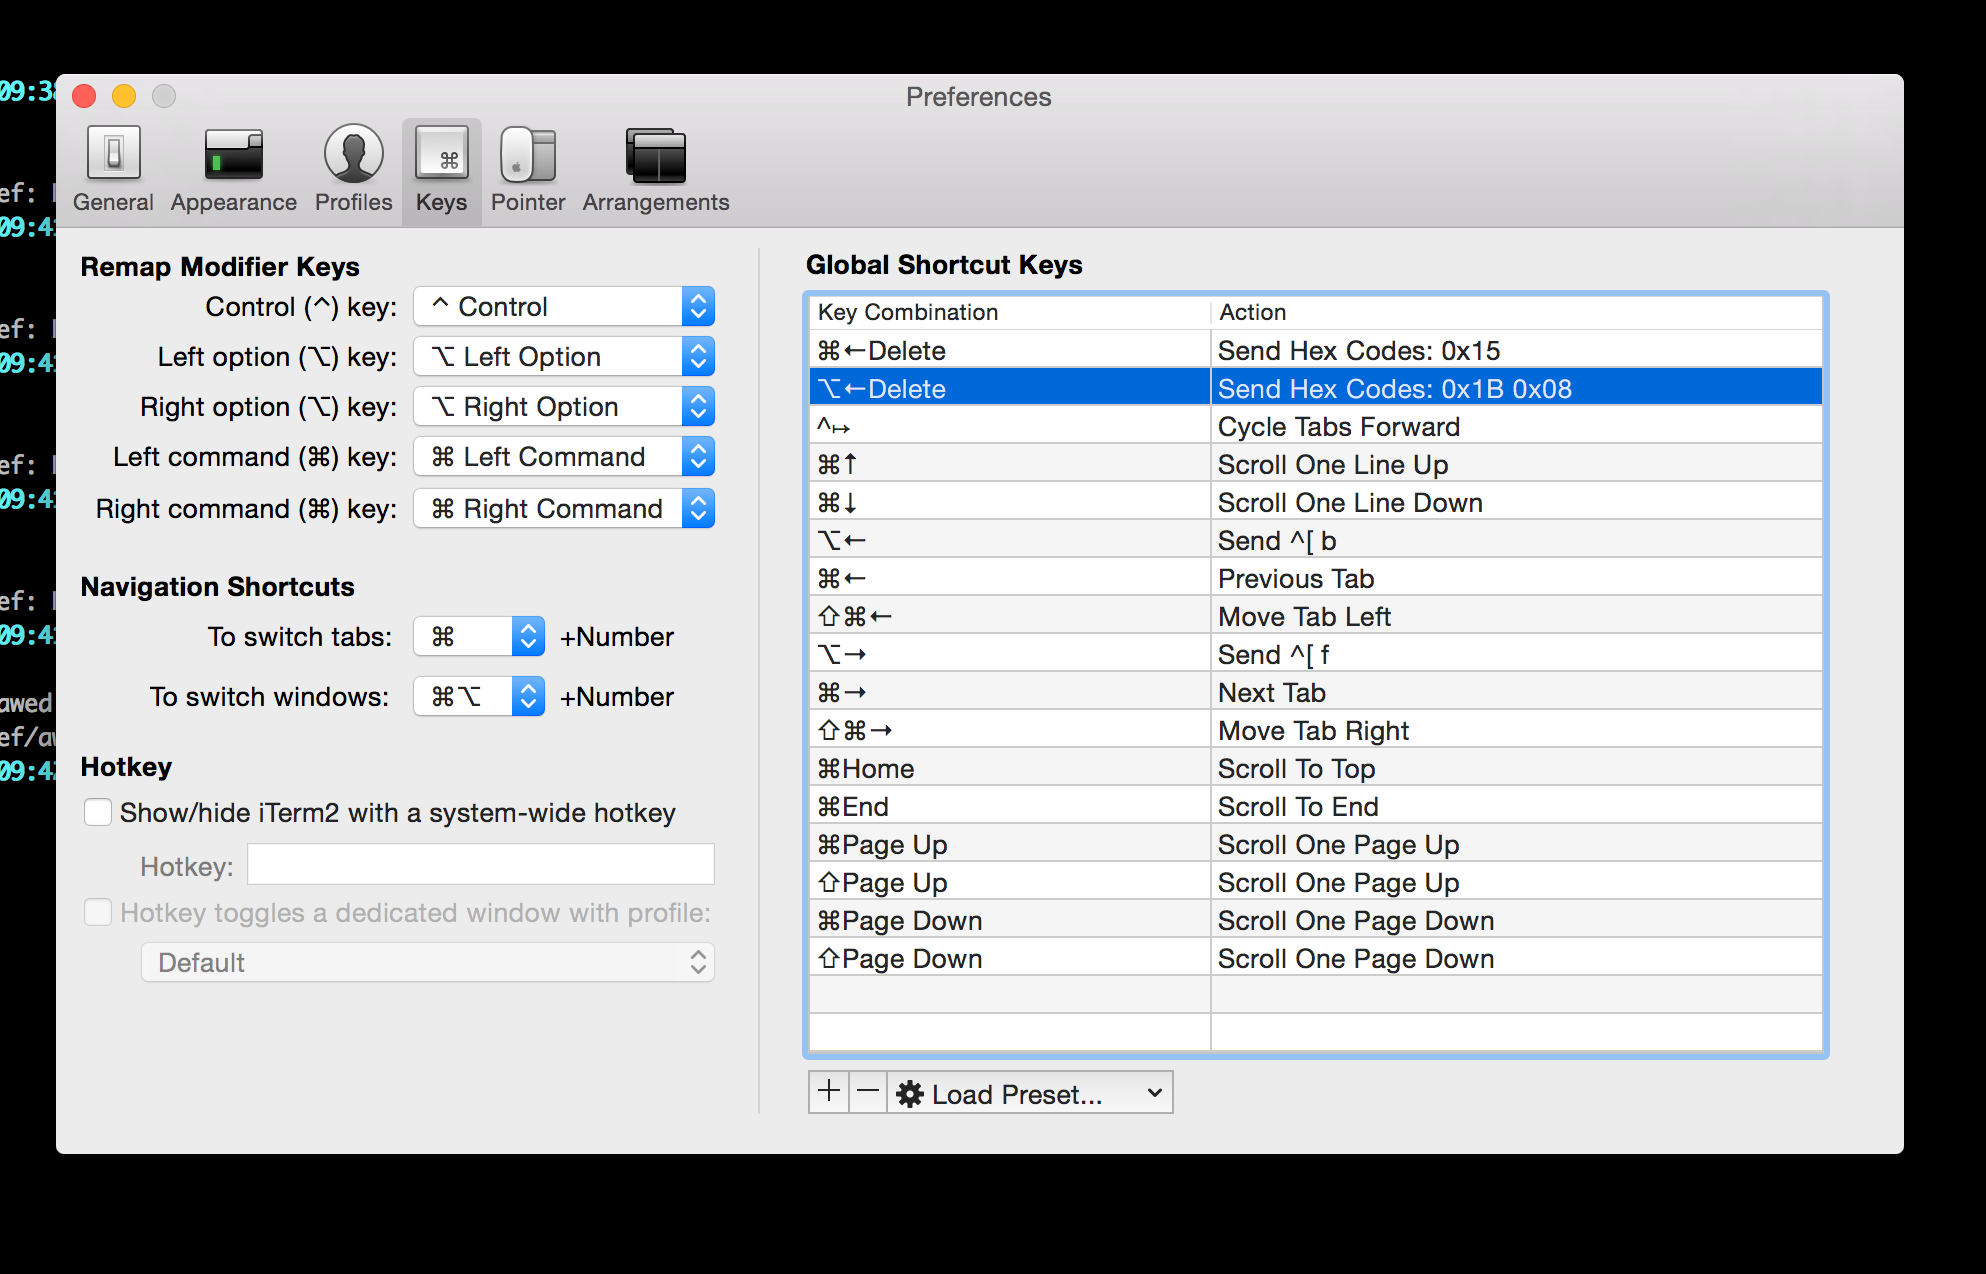 Preferences
General Appearance Profiles Keys Pointer Arrangements
Remap Modifier Keys
Control (^) key: ^ Control
Left option (⌥) key: ⌥ Left Option
Right option (⌥) key: ⌥ Right Option
Left command (⌘) key: ⌘ Left Command
Right command (⌘) key: ⌘ Right Command
Navigation Shortcuts
To switch tabs: ⌘ +Number
To switch windows: ⌘⌥ +Number
Hotkey
Show/hide iTerm2 with a system-wide hotkey
Hotkey:
Hotkey toggles a dedicated window with profile:
Default
Global Shortcut Keys
Key Combination Action
⌘←Delete Send Hex Codes: 0x15
⌥←Delete Send Hex Codes: 0x1B 0x08
^↦ Cycle Tabs Forward
⌘↑ Scroll One Line Up
⌘↓ Scroll One Line Down
⌥← Send ^[ b
⌘← Previous Tab
⇧⌘← Move Tab Left
⌥→ Send ^[ f
⌘→ Next Tab
⇧⌘→ Move Tab Right
⌘Home Scroll To Top
⌘End Scroll To End
⌘Page Up Scroll One Page Up
⇧Page Up Scroll One Page Up
⌘Page Down Scroll One Page Down
⇧Page Down Scroll One Page Down
+ − Load Preset...
09:3
ef:
09:4
ef:
09:4
ef:
09:4
ef:
09:4
awed
ef/a
09:4